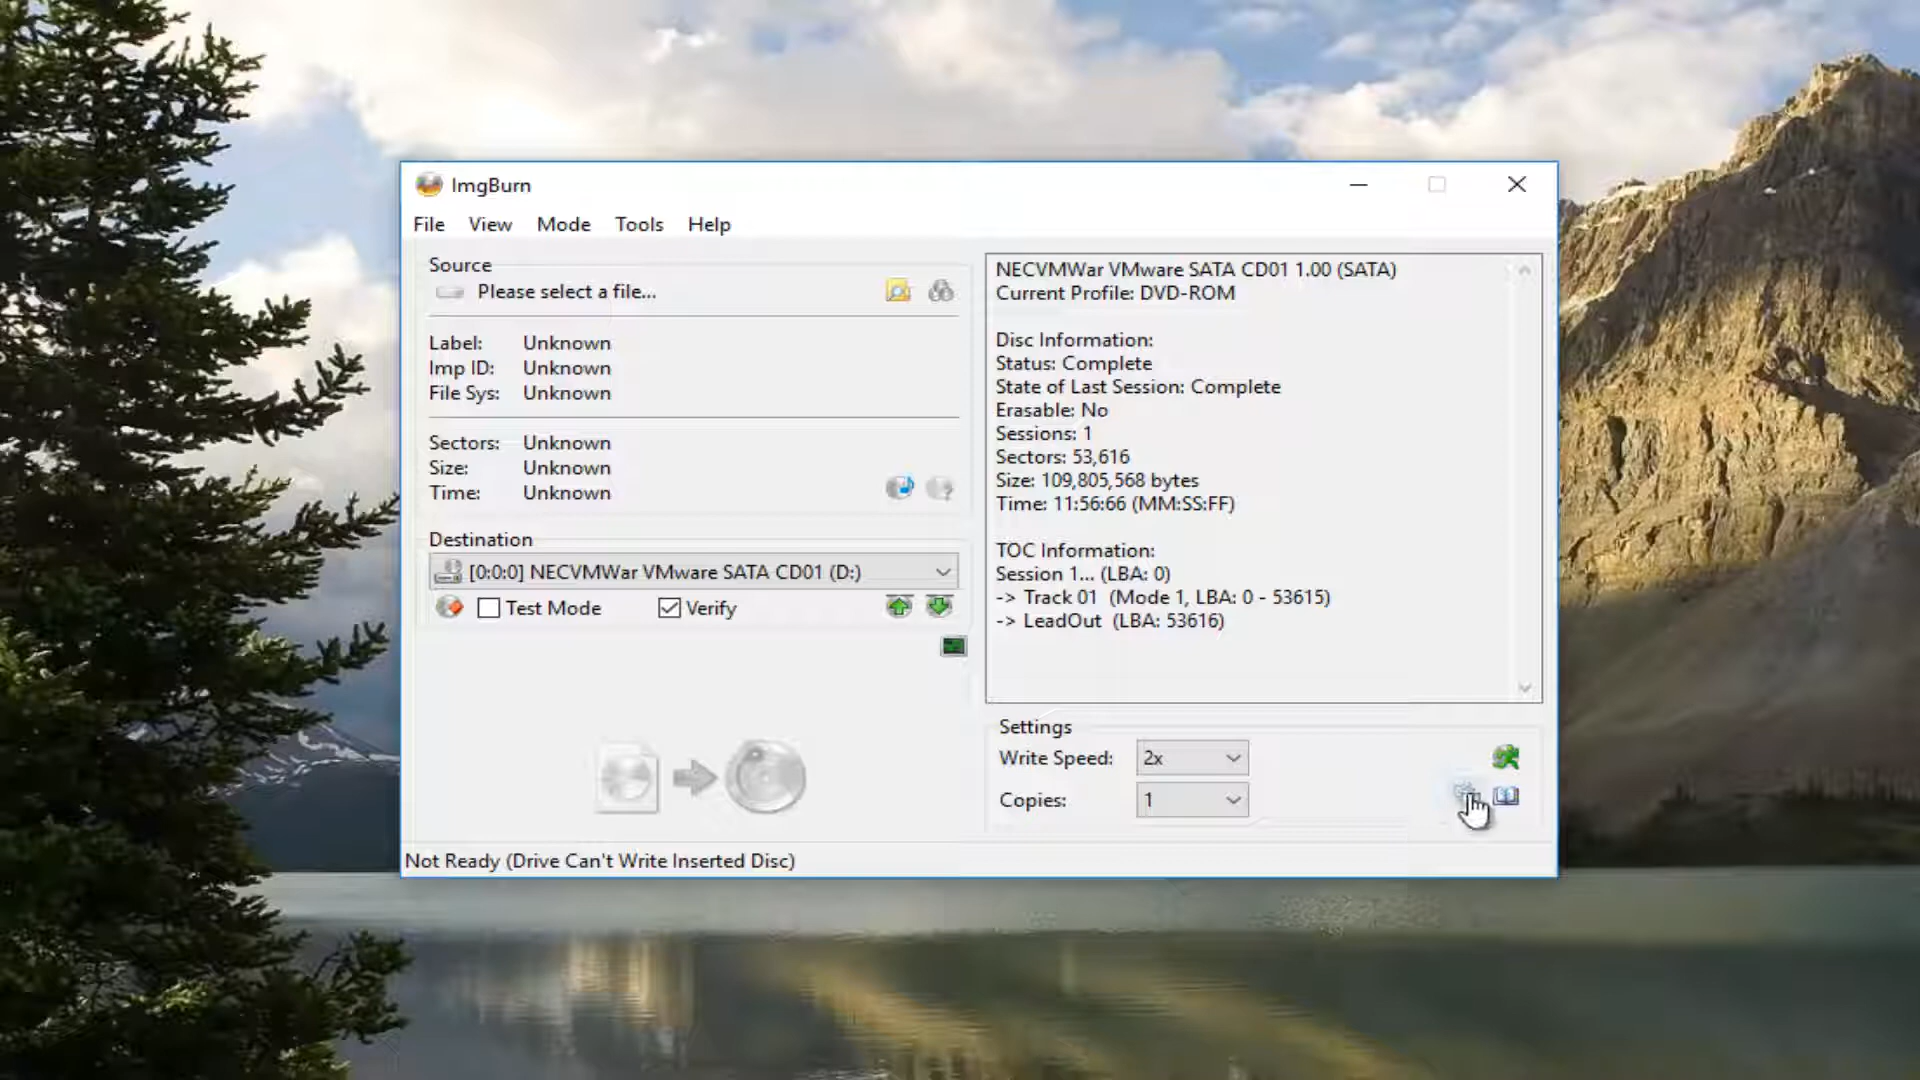 ImgBurn
File View Mode Tools Help
Source
Please select a file...
Label: Unknown
Imp ID: Unknown
File Sys: Unknown
Sectors: Unknown
Size: Unknown
Time: Unknown
Destination
[0:0:0] NECVMWar VMware SATA CD01 (D:)
Test Mode Verify
NECVMWar VMware SATA CD01 1.00 (SATA)
Current Profile: DVD-ROM
Disc Information:
Status: Complete
State of Last Session: Complete
Erasable: No
Sessions: 1
Sectors: 53,616
Size: 109,805,568 bytes
Time: 11:56:66 (MM:SS:FF)
TOC Information:
Session 1... (LBA: 0)
-> Track 01 (Mode 1, LBA: 0 - 53615)
-> LeadOut (LBA: 53616)
Settings
Write Speed: 2x
Copies: 1
Not Ready (Drive Can't Write Inserted Disc)